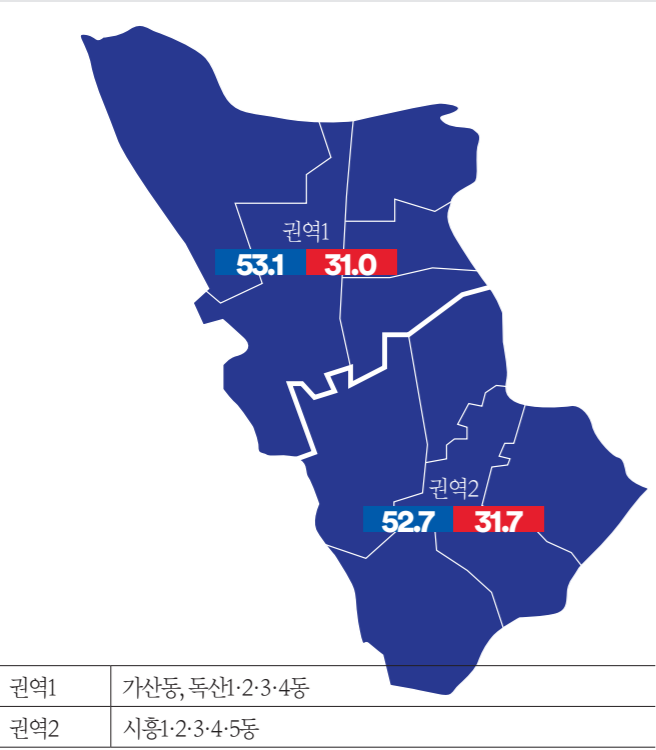 권역1
53.1 31.0
권역2
52.7 31.7
권역1 가산동, 독산1·2·3·4동
권역2 시흥1·2·3·4·5동